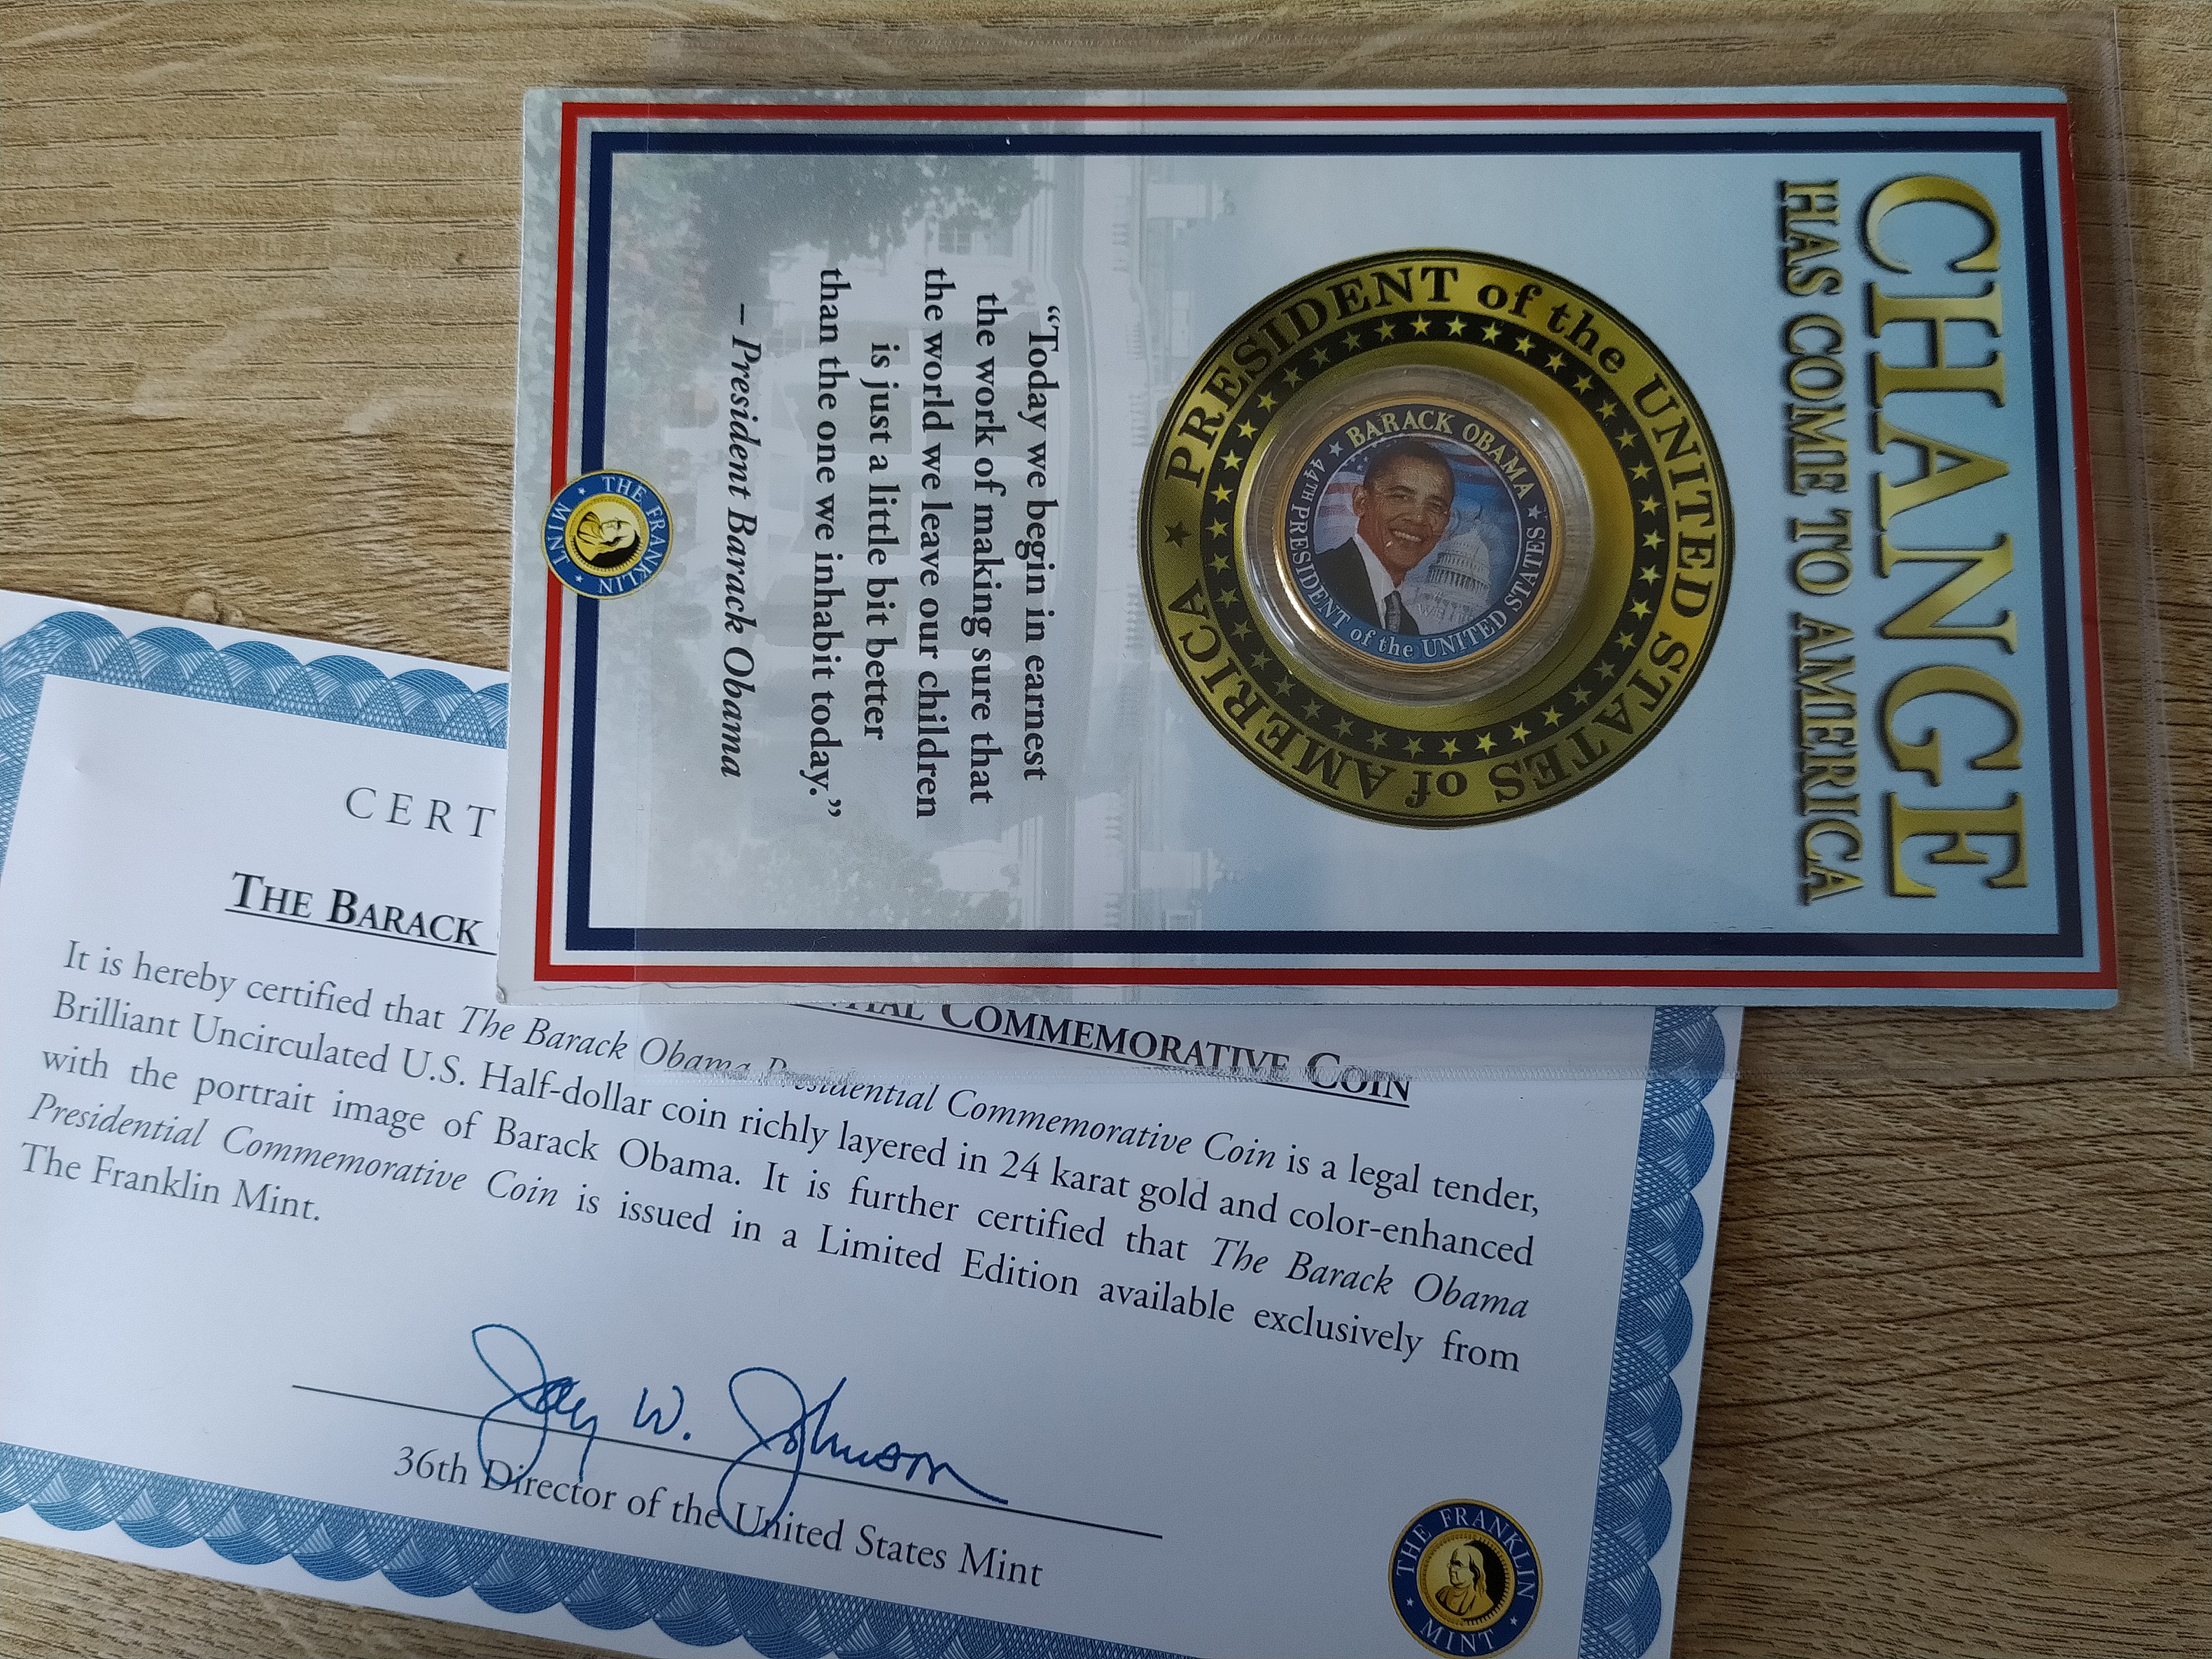 CHANGE
HAS COME TO AMERICA
PRESIDENT of the UNITED STATES of AMERICA
BARACK OBAMA
44TH PRESIDENT of the UNITED STATES
“Today we begin in earnest
the work of making sure that
the world we leave our children
is just a little bit better
than the one we inhabit today.”
– President Barack Obama
THE FRANKLIN MINT
CERT
THE BARACK
COMMEMORATIVE COIN
It is hereby certified that The Barack Obama Presidential Commemorative Coin is a legal tender,
Brilliant Uncirculated U.S. Half-dollar coin richly layered in 24 karat gold and color-enhanced
with the portrait image of Barack Obama. It is further certified that The Barack Obama
Presidential Commemorative Coin is issued in a Limited Edition available exclusively from
The Franklin Mint.
Jay W. Johnson
36th Director of the United States Mint
THE FRANKLIN MINT